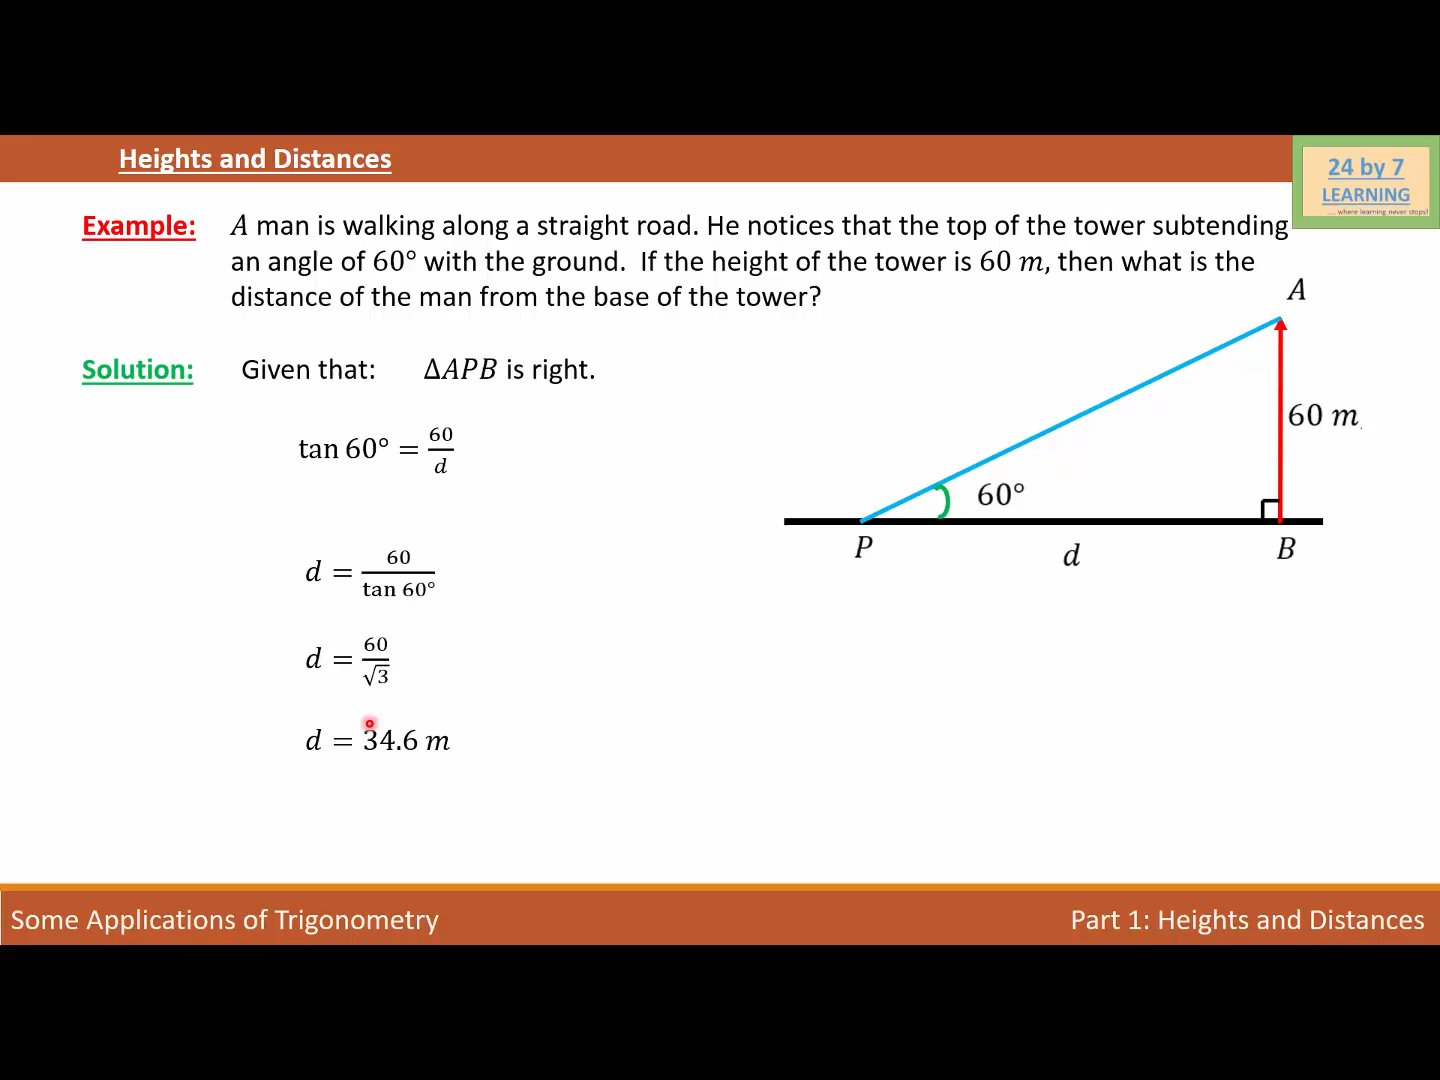 Heights and Distances
24 by 7
LEARNING
.... where learning never stops!
Example: A man is walking along a straight road. He notices that the top of the tower subtending
an angle of 60° with the ground. If the height of the tower is 60 m, then what is the
distance of the man from the base of the tower?
A
Solution: Given that: ΔAPB is right.
60 m
tan 60° = 60/d
60°
P
d
B
d = 60/tan 60°
d = 60/√3
d = 34.6 m
Some Applications of Trigonometry
Part 1: Heights and Distances